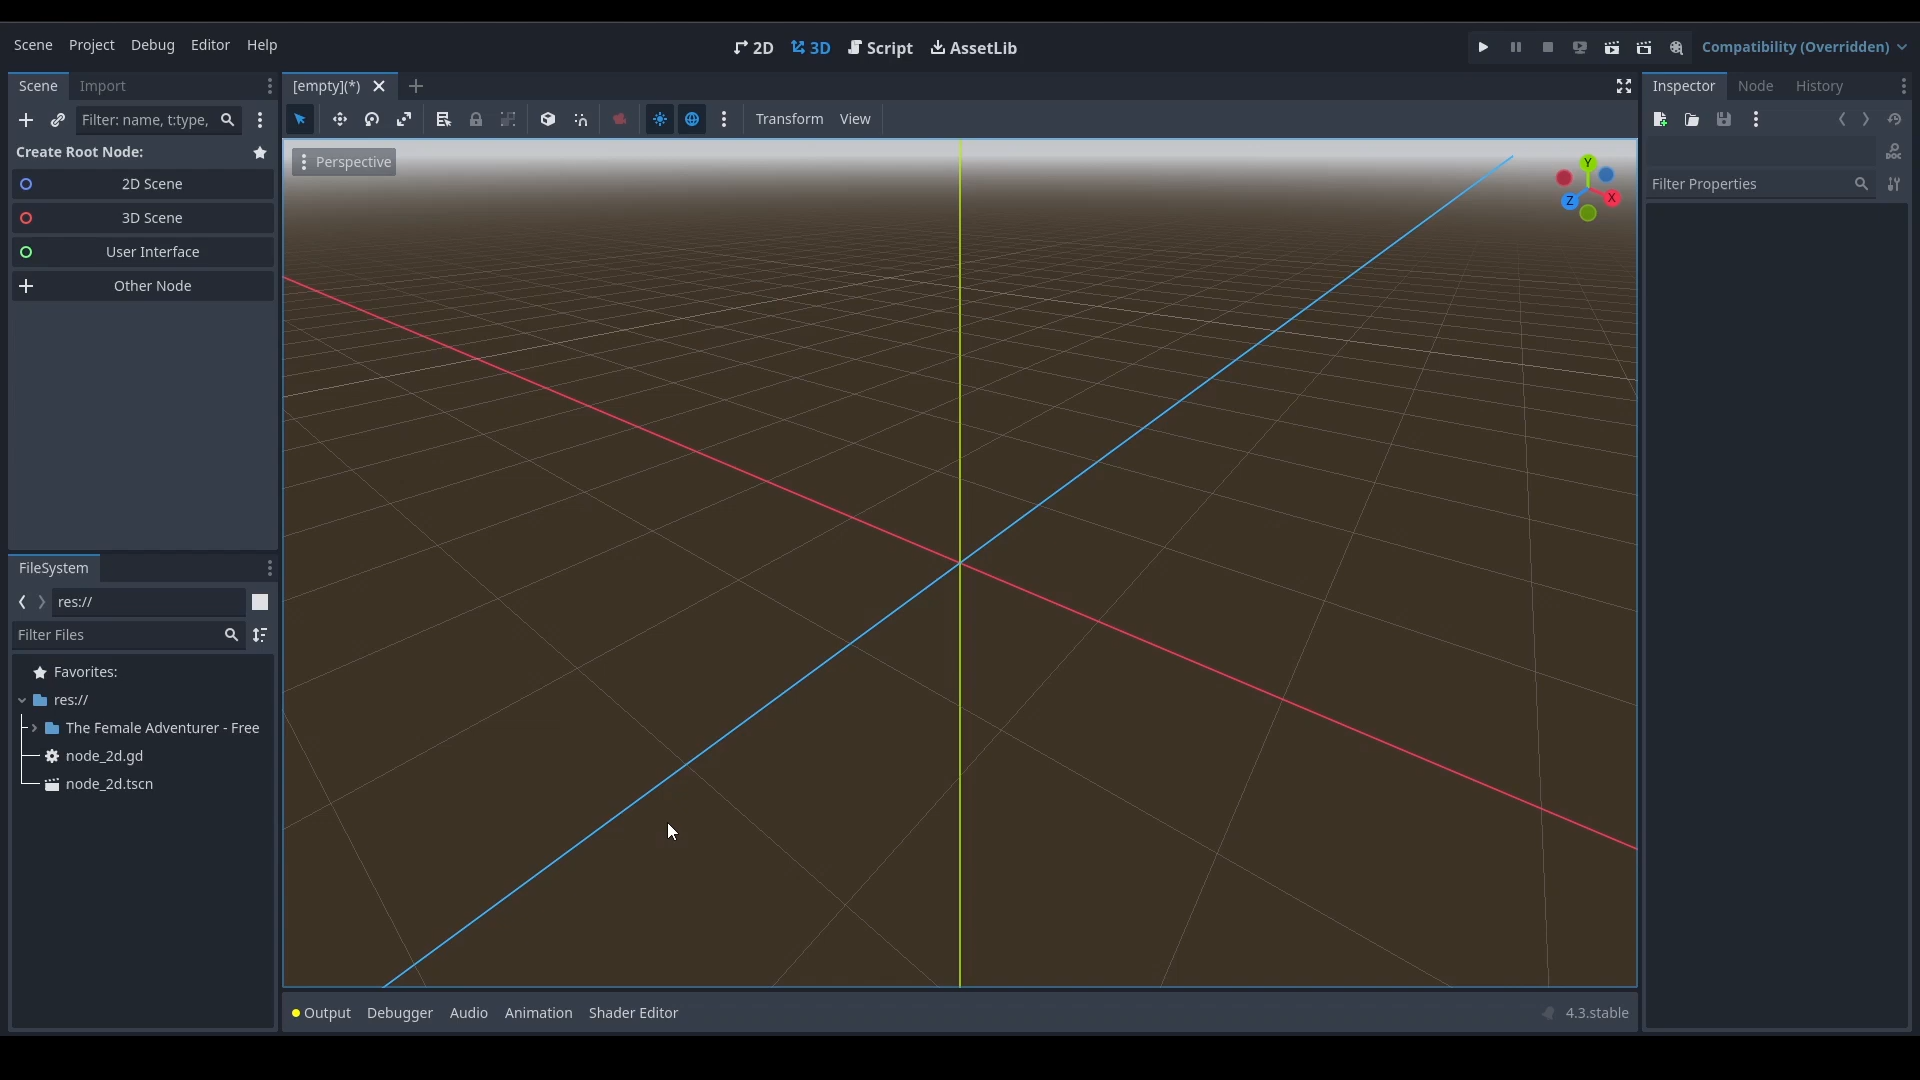 Scene Project Debug Editor Help
2D 3D Script AssetLib
Compatibility (Overridden)
Scene Import
Filter: name, t:type,
Create Root Node:
2D Scene
3D Scene
User Interface
Other Node
FileSystem
res://
Filter Files
Favorites:
res://
The Female Adventurer - Free
node_2d.gd
node_2d.tscn
[empty](*)
Transform View
Perspective
Y
Z X
Output Debugger Audio Animation Shader Editor
4.3.stable
Inspector Node History
DOC
Filter Properties